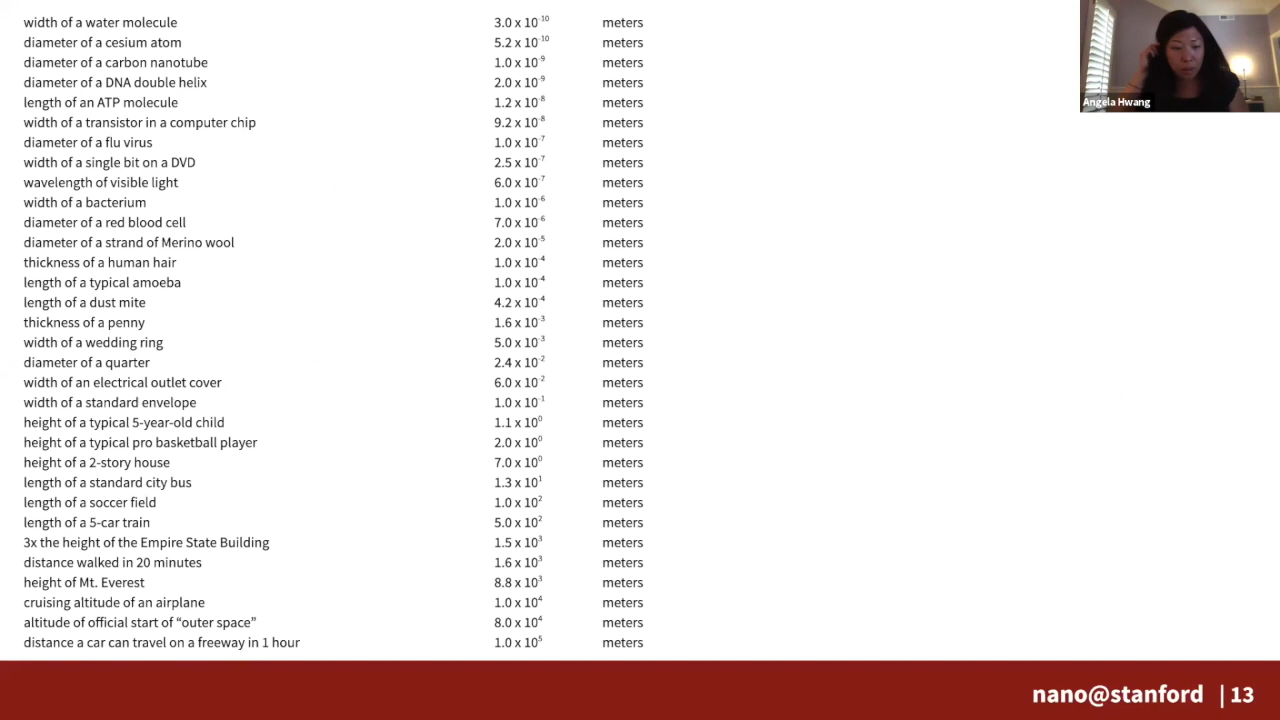 width of a water molecule 3.0 x 10⁻¹⁰ meters
diameter of a cesium atom 5.2 x 10⁻¹⁰ meters
diameter of a carbon nanotube 1.0 x 10⁻⁹ meters
diameter of a DNA double helix 2.0 x 10⁻⁹ meters
length of an ATP molecule 1.2 x 10⁻⁸ meters
width of a transistor in a computer chip 9.2 x 10⁻⁸ meters
diameter of a flu virus 1.0 x 10⁻⁷ meters
width of a single bit on a DVD 2.5 x 10⁻⁷ meters
wavelength of visible light 6.0 x 10⁻⁷ meters
width of a bacterium 1.0 x 10⁻⁶ meters
diameter of a red blood cell 7.0 x 10⁻⁶ meters
diameter of a strand of Merino wool 2.0 x 10⁻⁵ meters
thickness of a human hair 1.0 x 10⁻⁴ meters
length of a typical amoeba 1.0 x 10⁻⁴ meters
length of a dust mite 4.2 x 10⁻⁴ meters
thickness of a penny 1.6 x 10⁻³ meters
width of a wedding ring 5.0 x 10⁻³ meters
diameter of a quarter 2.4 x 10⁻² meters
width of an electrical outlet cover 6.0 x 10⁻² meters
width of a standard envelope 1.0 x 10⁻¹ meters
height of a typical 5-year-old child 1.1 x 10⁰ meters
height of a typical pro basketball player 2.0 x 10⁰ meters
height of a 2-story house 7.0 x 10⁰ meters
length of a standard city bus 1.3 x 10¹ meters
length of a soccer field 1.0 x 10² meters
length of a 5-car train 5.0 x 10² meters
3x the height of the Empire State Building 1.5 x 10³ meters
distance walked in 20 minutes 1.6 x 10³ meters
height of Mt. Everest 8.8 x 10³ meters
cruising altitude of an airplane 1.0 x 10⁴ meters
altitude of official start of “outer space” 8.0 x 10⁴ meters
distance a car can travel on a freeway in 1 hour 1.0 x 10⁵ meters
Angela Hwang
nano@stanford | 13